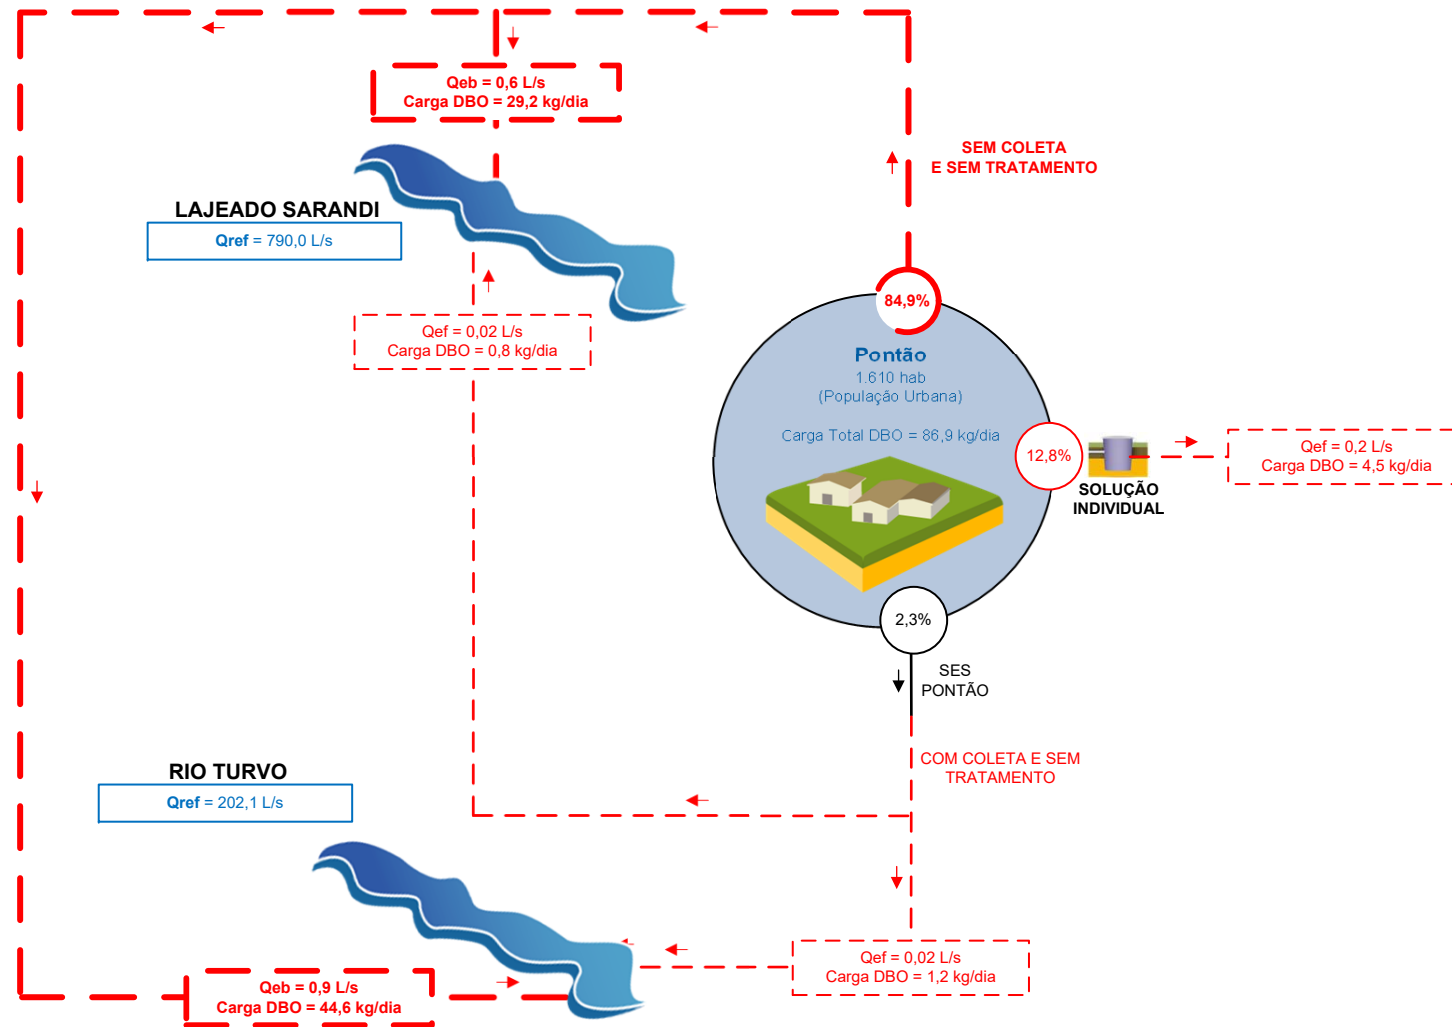 Qeb = 0,6 L/s
Carga DBO = 29,2 kg/dia
SEM COLETA
E SEM TRATAMENTO
LAJEADO SARANDI
Qref = 790,0 L/s
Qef = 0,02 L/s
Carga DBO = 0,8 kg/dia
84,9%
Pontão
1.610 hab
(População Urbana)
Carga Total DBO = 86,9 kg/dia
12,8%
SOLUÇÃO
INDIVIDUAL
Qef = 0,2 L/s
Carga DBO = 4,5 kg/dia
2,3%
SES
PONTÃO
COM COLETA E SEM
TRATAMENTO
RIO TURVO
Qref = 202,1 L/s
Qef = 0,02 L/s
Carga DBO = 1,2 kg/dia
Qeb = 0,9 L/s
Carga DBO = 44,6 kg/dia